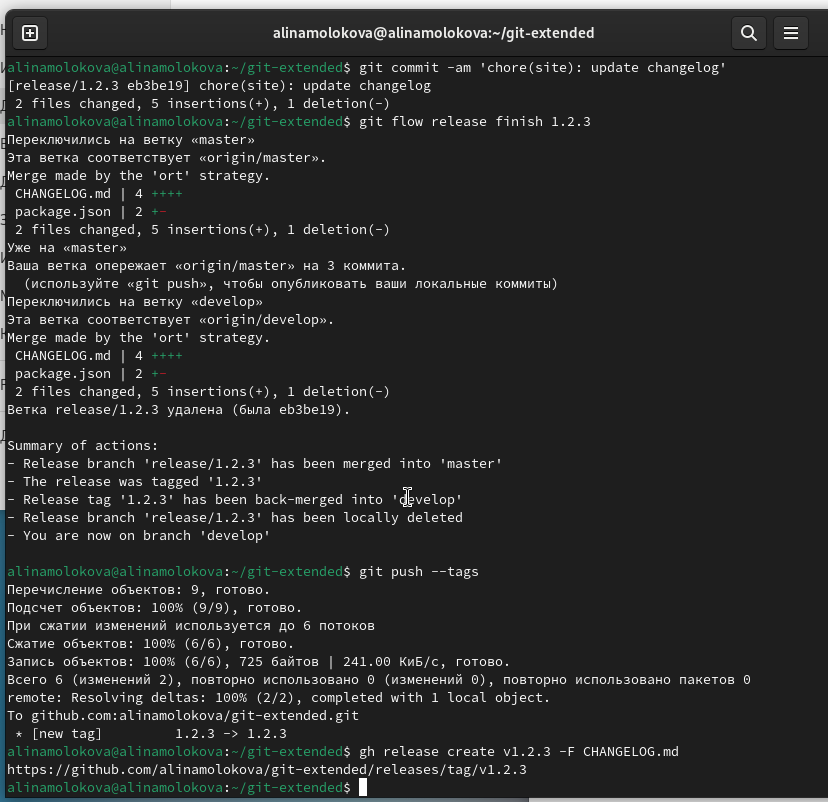 alinamolokova@alinamolokova:~/git-extended
alinamolokova@alinamolokova:~/git-extended$ git commit -am 'chore(site): update changelog'
[release/1.2.3 eb3be19] chore(site): update changelog
 2 files changed, 5 insertions(+), 1 deletion(-)
alinamolokova@alinamolokova:~/git-extended$ git flow release finish 1.2.3
Переключились на ветку «master»
Эта ветка соответствует «origin/master».
Merge made by the 'ort' strategy.
 CHANGELOG.md | 4 ++++
 package.json | 2 +-
 2 files changed, 5 insertions(+), 1 deletion(-)
Уже на «master»
Ваша ветка опережает «origin/master» на 3 коммита.
  (используйте «git push», чтобы опубликовать ваши локальные коммиты)
Переключились на ветку «develop»
Эта ветка соответствует «origin/develop».
Merge made by the 'ort' strategy.
 CHANGELOG.md | 4 ++++
 package.json | 2 +-
 2 files changed, 5 insertions(+), 1 deletion(-)
Ветка release/1.2.3 удалена (была eb3be19).
Summary of actions:
- Release branch 'release/1.2.3' has been merged into 'master'
- The release was tagged '1.2.3'
- Release tag '1.2.3' has been back-merged into 'develop'
- Release branch 'release/1.2.3' has been locally deleted
- You are now on branch 'develop'
alinamolokova@alinamolokova:~/git-extended$ git push --tags
Перечисление объектов: 9, готово.
Подсчет объектов: 100% (9/9), готово.
При сжатии изменений используется до 6 потоков
Сжатие объектов: 100% (6/6), готово.
Запись объектов: 100% (6/6), 725 байтов | 241.00 КиБ/с, готово.
Всего 6 (изменений 2), повторно использовано 0 (изменений 0), повторно использовано пакетов 0
remote: Resolving deltas: 100% (2/2), completed with 1 local object.
To github.com:alinamolokova/git-extended.git
 * [new tag]         1.2.3 -> 1.2.3
alinamolokova@alinamolokova:~/git-extended$ gh release create v1.2.3 -F CHANGELOG.md
https://github.com/alinamolokova/git-extended/releases/tag/v1.2.3
alinamolokova@alinamolokova:~/git-extended$